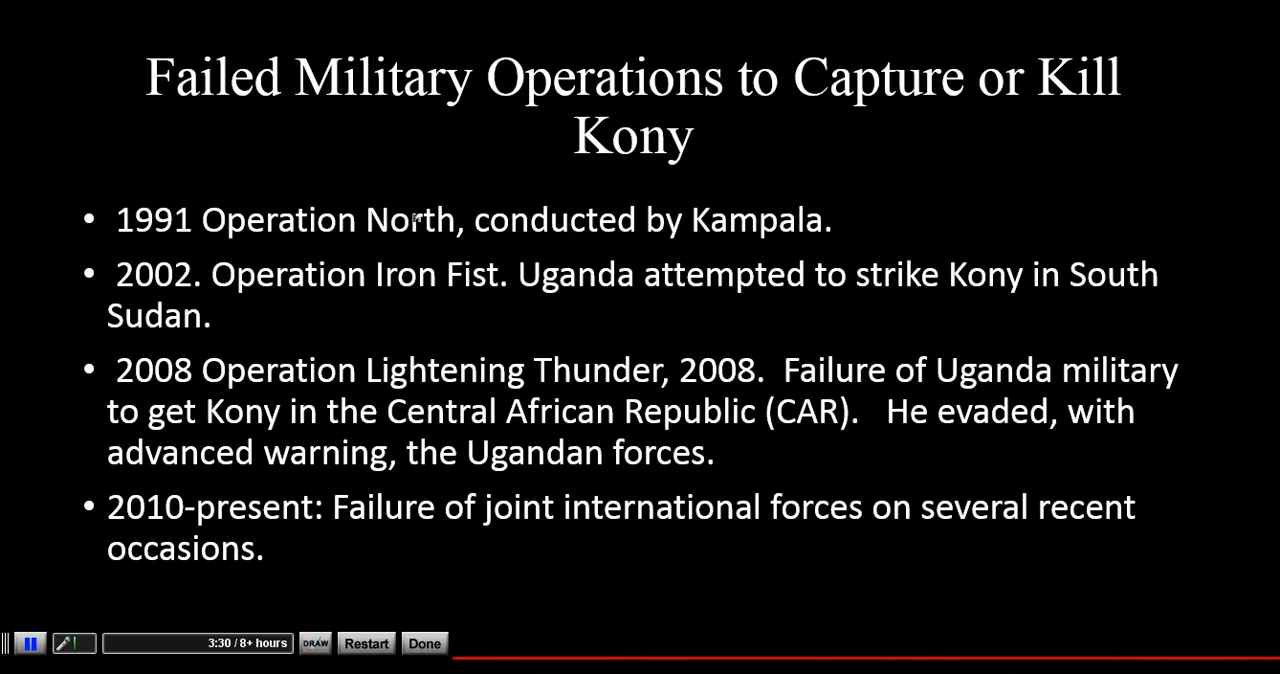 Failed Military Operations to Capture or Kill
Kony
• 1991 Operation North, conducted by Kampala.
• 2002. Operation Iron Fist. Uganda attempted to strike Kony in South
Sudan.
• 2008 Operation Lightening Thunder, 2008. Failure of Uganda military
to get Kony in the Central African Republic (CAR). He evaded, with
advanced warning, the Ugandan forces.
• 2010-present: Failure of joint international forces on several recent
occasions.
3:30 / 8+ hours DRAW Restart Done